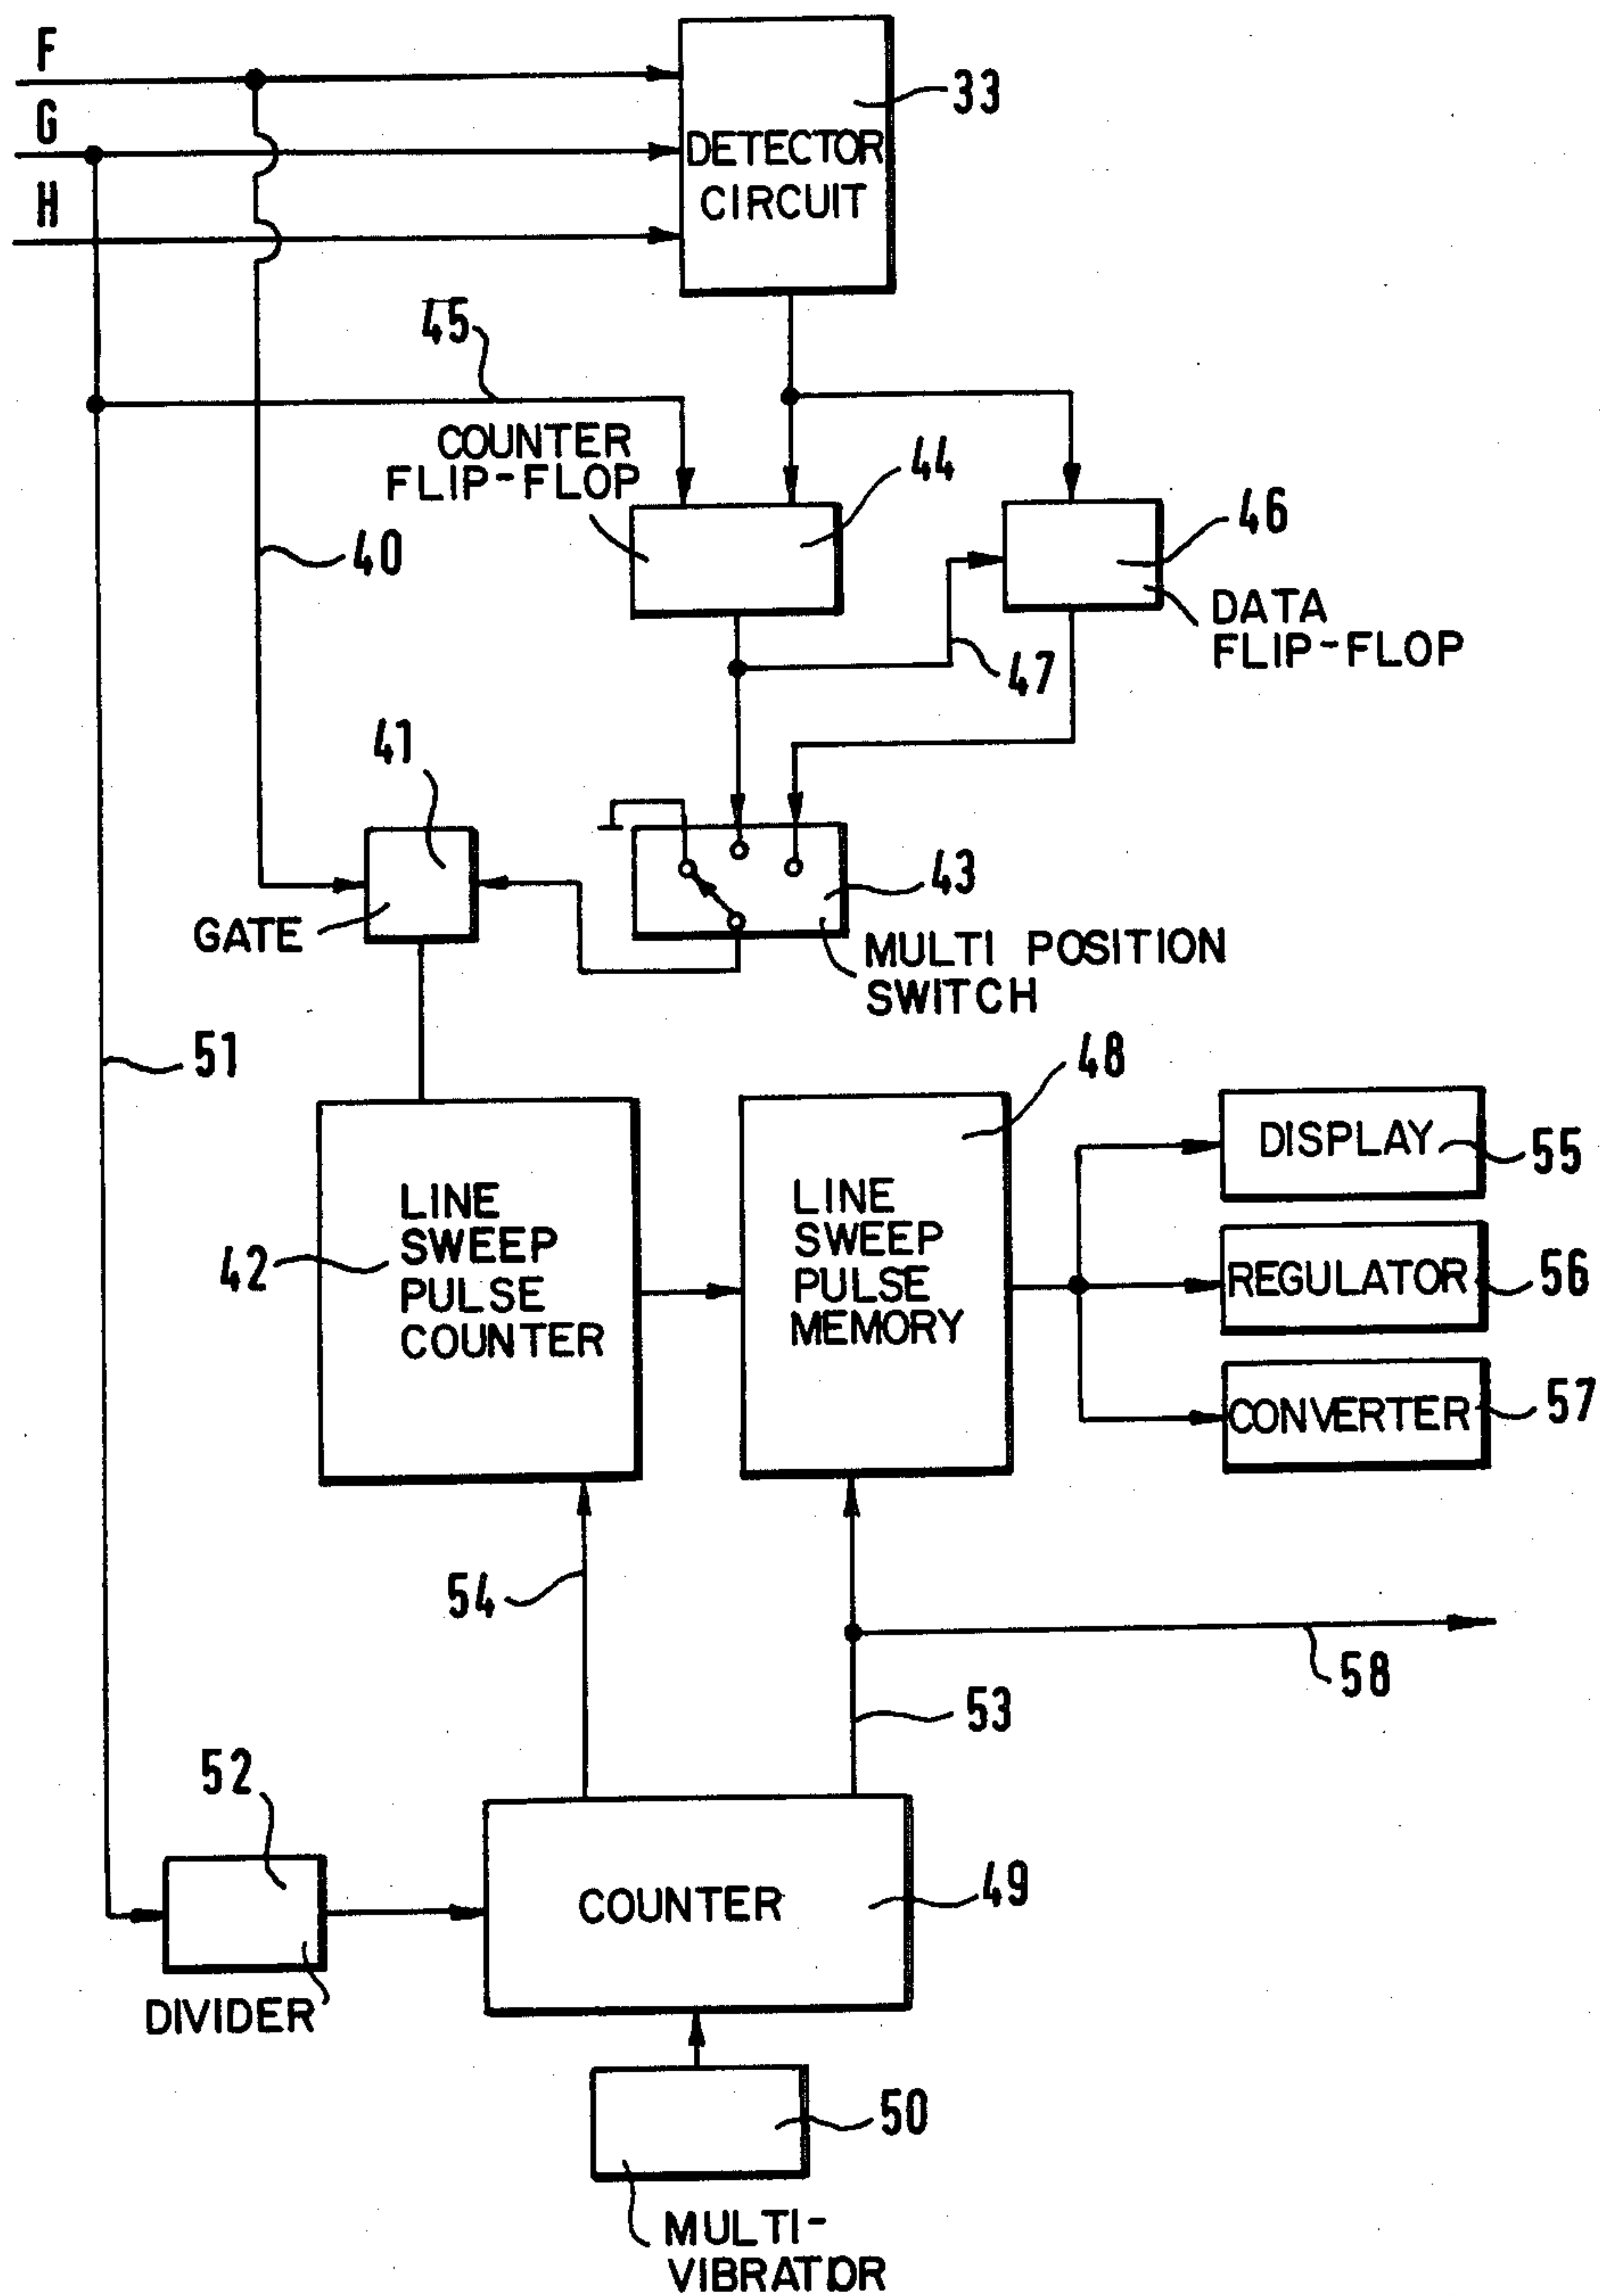 F
G
H
33
DETECTOR
CIRCUIT
45
COUNTER
FLIP-FLOP
44
46
40
DATA
FLIP-FLOP
47
41
43
GATE
MULTI POSITION
SWITCH
51
48
LINE
SWEEP
PULSE
COUNTER
42
LINE
SWEEP
PULSE
MEMORY
DISPLAY
55
REGULATOR
56
CONVERTER
57
54
58
53
52
COUNTER
49
DIVIDER
50
MULTI-
VIBRATOR